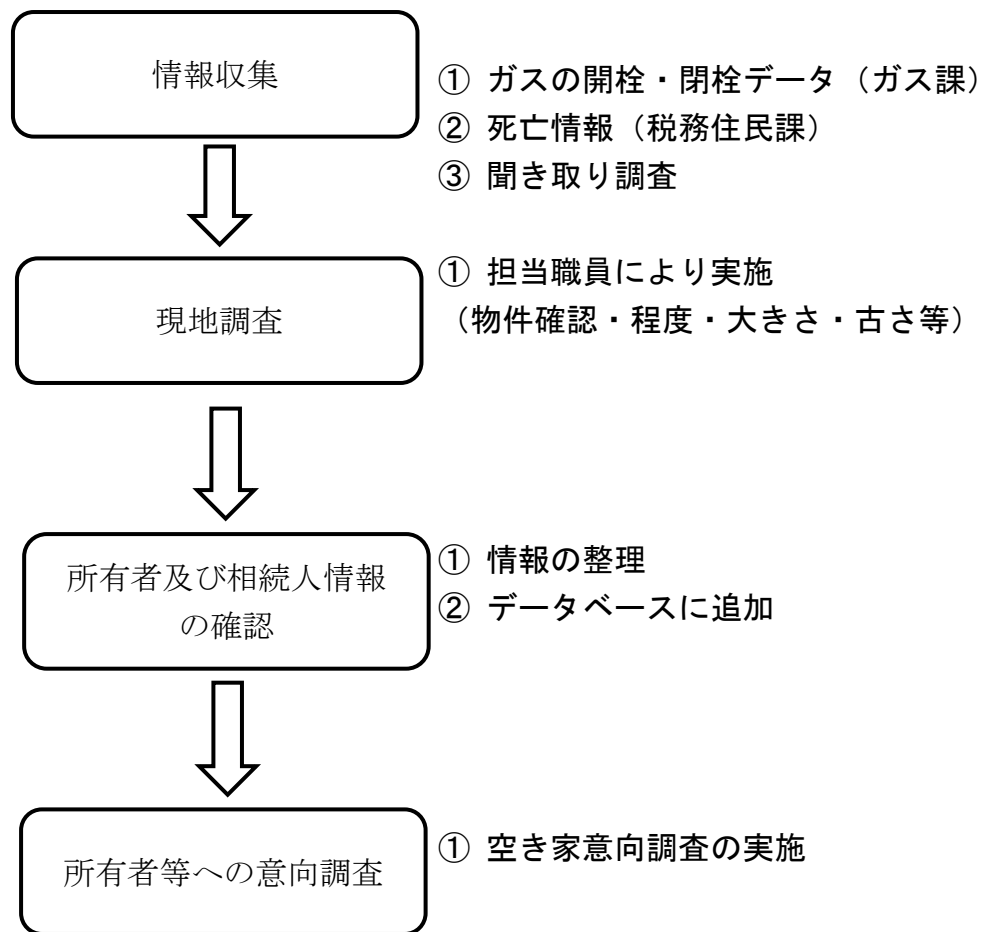 情報収集
① ガスの開栓・閉栓データ（ガス課）
② 死亡情報（税務住民課）
③ 聞き取り調査
現地調査
① 担当職員により実施
（物件確認・程度・大きさ・古さ等）
所有者及び相続人情報
の確認
① 情報の整理
② データベースに追加
所有者等への意向調査
① 空き家意向調査の実施